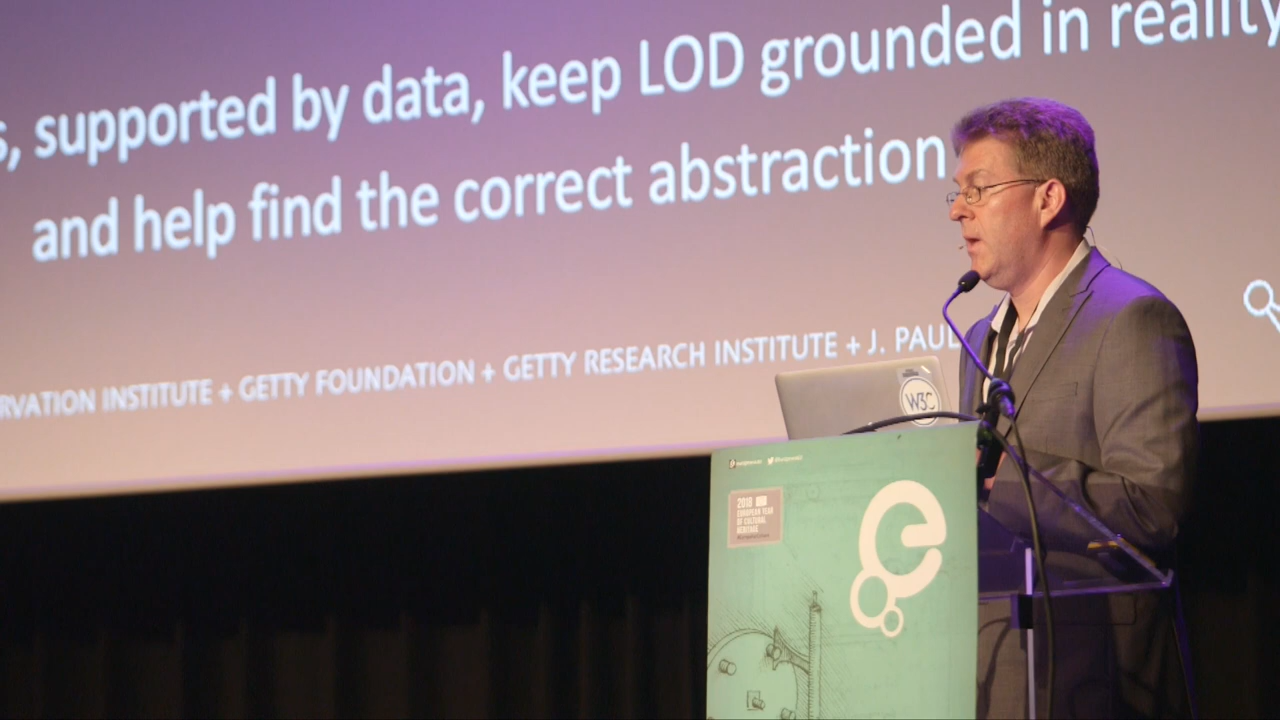 s, supported by data, keep LOD grounded in reality
and help find the correct abstraction
RVATION INSTITUTE + GETTY FOUNDATION + GETTY RESEARCH INSTITUTE + J. PAUL
W3C
2018
EUROPEAN YEAR
OF CULTURAL
HERITAGE
e